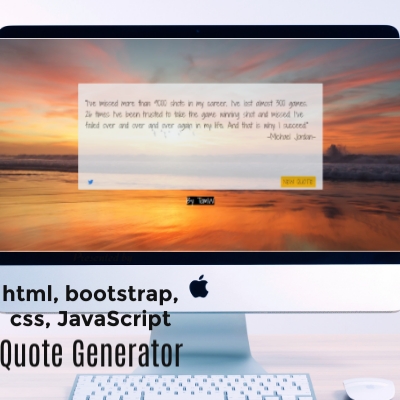 "I've missed more than 9000 shots in my career. I've lost almost 300 games.
26 times I've been trusted to take the game winning shot and missed. I've
failed over and over and over again in my life. And that is why I succeed."
-Michael Jordan-
NEW QUOTE
By TomW
html, bootstrap,
css, JavaScript
Quote Generator